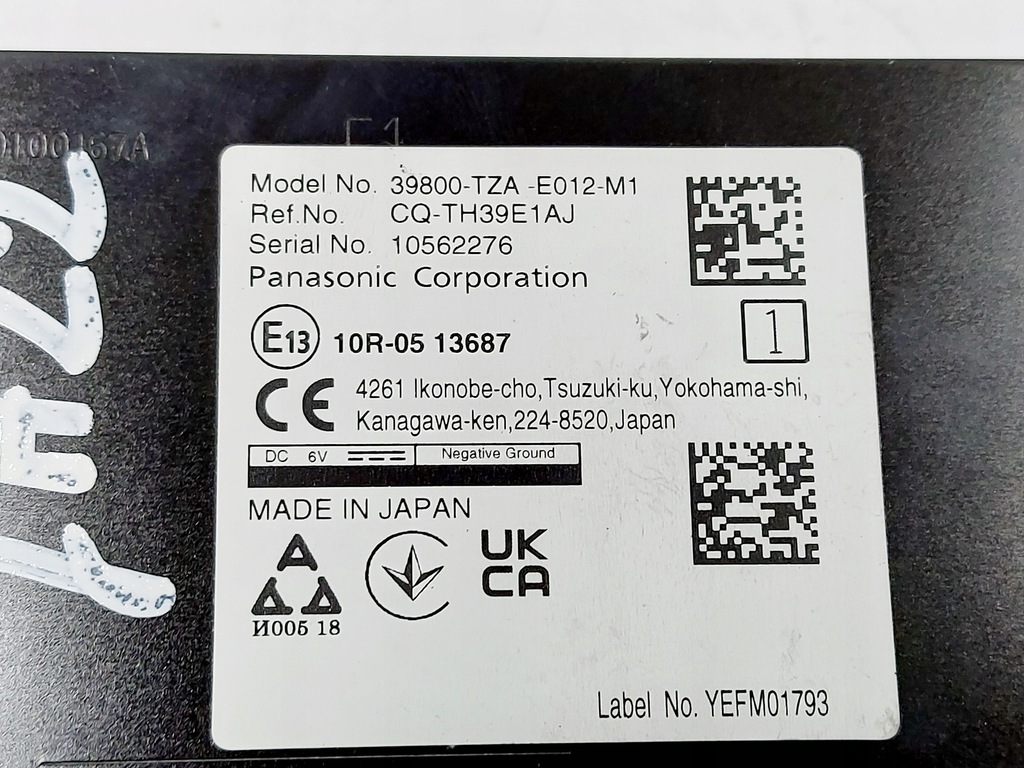 Model No. 39800-TZA -E012-M1
Ref.No. CQ-TH39E1AJ
Serial No. 10562276
Panasonic Corporation
E13 10R-05 13687
1
CE 4261 Ikonobe-cho,Tsuzuki-ku,Yokohama-shi,
Kanagawa-ken,224-8520,Japan
DC 6V Negative Ground
MADE IN JAPAN
UK
CA
И005 18
Label No. YEFM01793